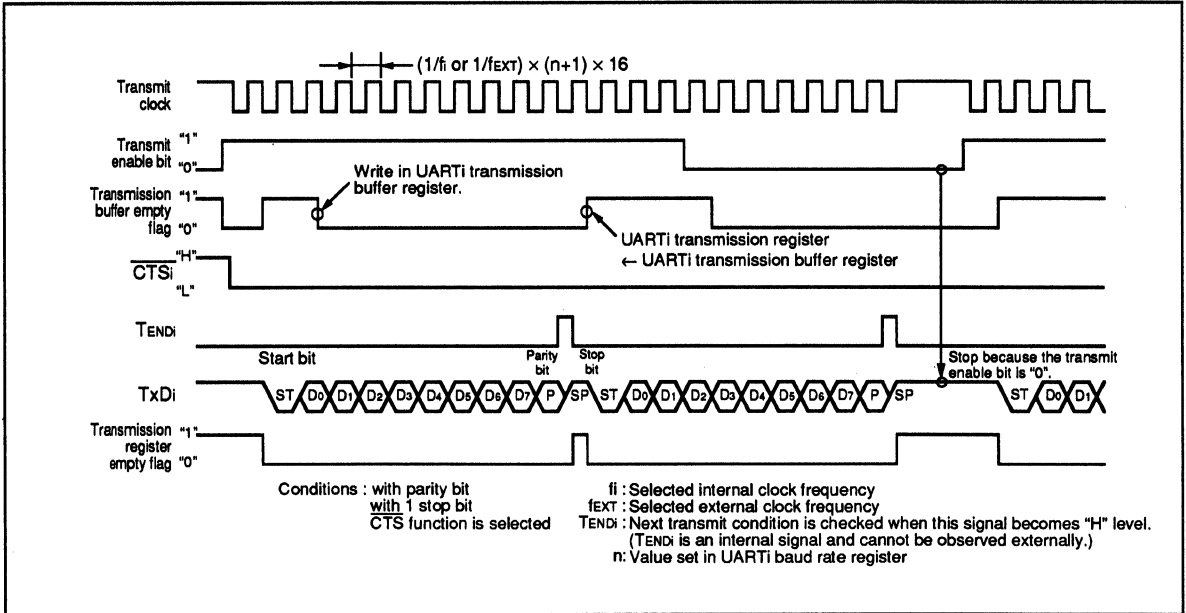 (1/fi or 1/fEXT) × (n+1) × 16
Transmit
clock
Transmit "1"
enable bit "0"
Write in UARTi transmission
buffer register.
Transmission "1"
buffer empty
flag "0"
UARTi transmission register
← UARTi transmission buffer register
"H"
CTSi
"L"
TENDi
Start bit
Parity
bit
Stop
bit
Stop because the transmit
enable bit is "0".
TxDi ST D0 D1 D2 D3 D4 D5 D6 D7 P SP ST D0 D1 D2 D3 D4 D5 D6 D7 P SP ST D0 D1
Transmission "1"
register
empty flag "0"
Conditions : with parity bit
with 1 stop bit
CTS function is selected
fi : Selected internal clock frequency
fEXT : Selected external clock frequency
TENDi : Next transmit condition is checked when this signal becomes "H" level.
(TENDi is an internal signal and cannot be observed externally.)
n: Value set in UARTi baud rate register